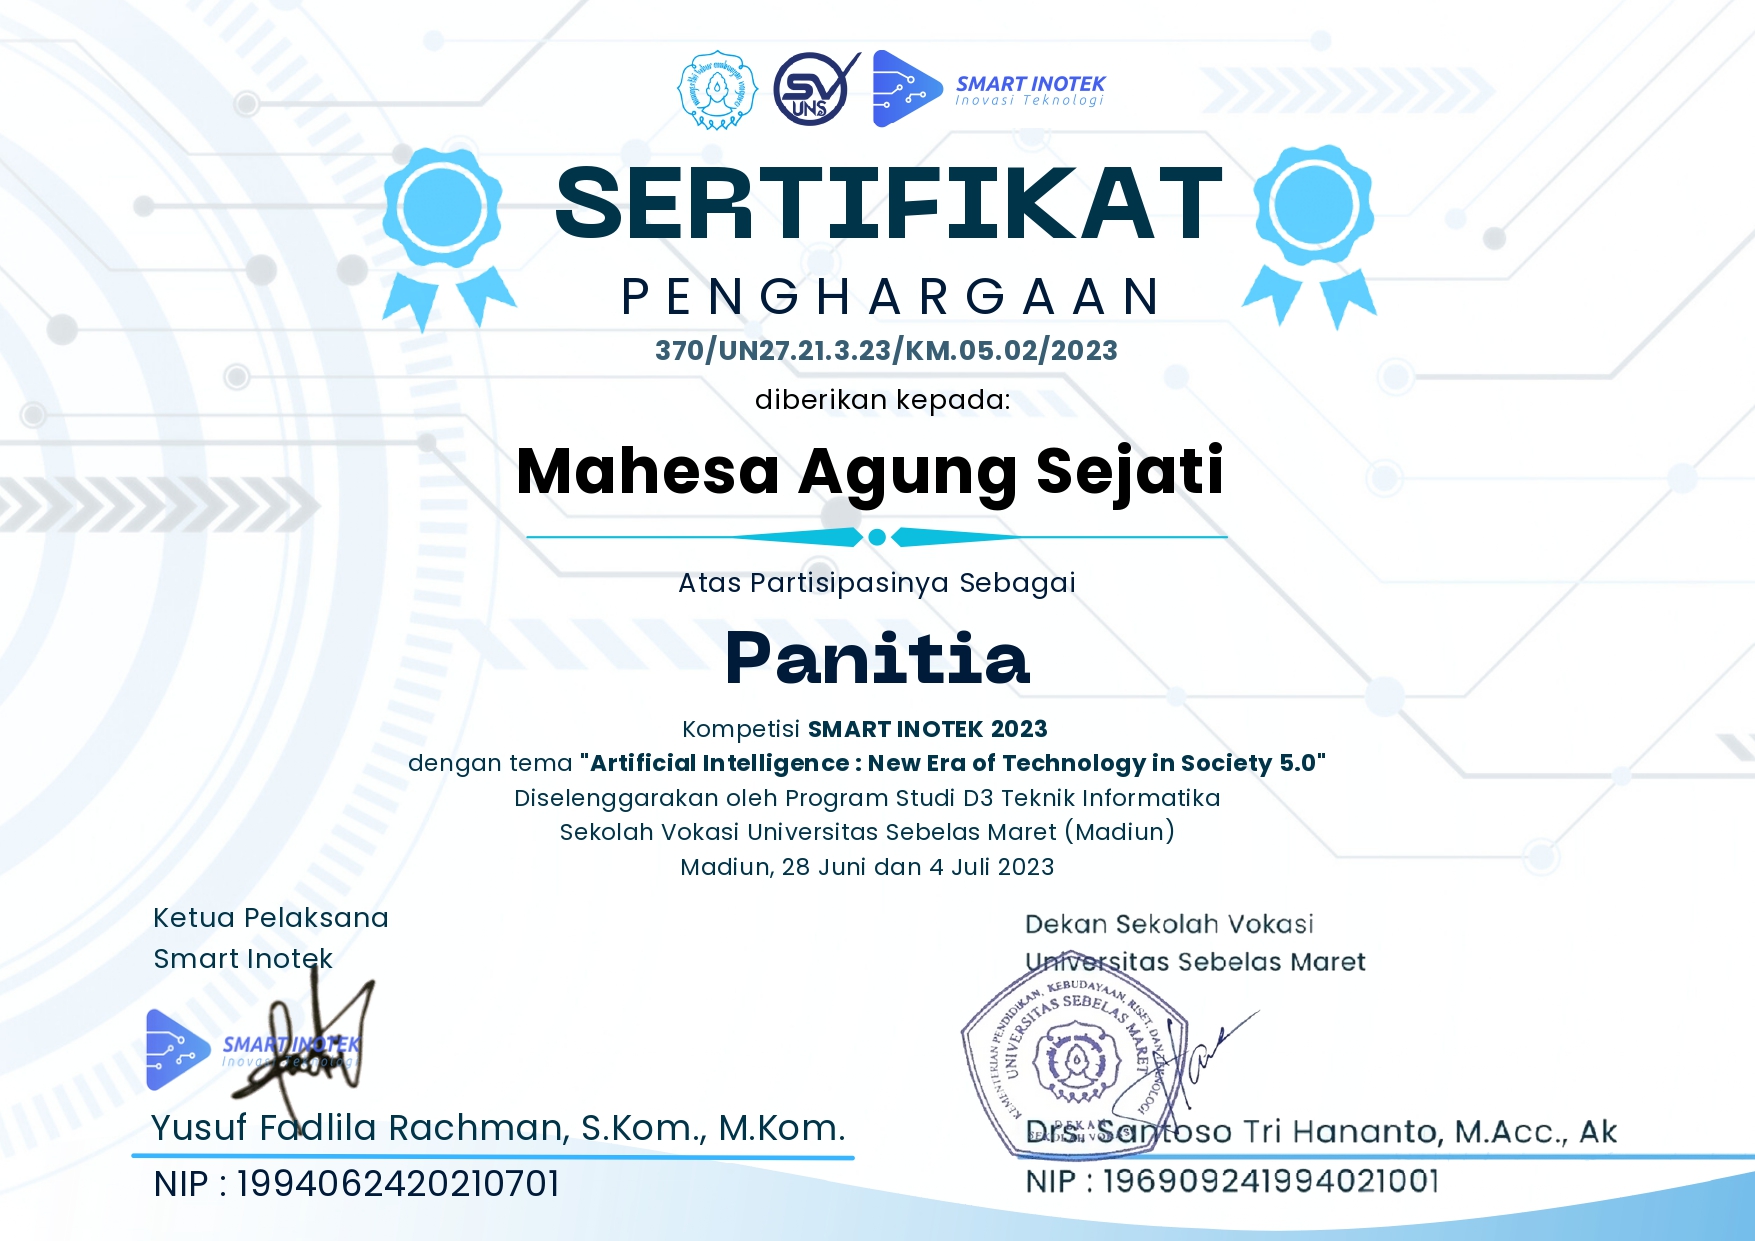 SV
UNS
SMART INOTEK
Inovasi Teknologi
SERTIFIKAT
PENGHARGAAN
370/UN27.21.3.23/KM.05.02/2023
diberikan kepada:
Mahesa Agung Sejati
Atas Partisipasinya Sebagai
Panitia
Kompetisi SMART INOTEK 2023
dengan tema "Artificial Intelligence : New Era of Technology in Society 5.0"
Diselenggarakan oleh Program Studi D3 Teknik Informatika
Sekolah Vokasi Universitas Sebelas Maret (Madiun)
Madiun, 28 Juni dan 4 Juli 2023
Ketua Pelaksana
Smart Inotek
SMART INOTEK
Inovasi Teknologi
Yusuf Fadlila Rachman, S.Kom., M.Kom.
NIP : 1994062420210701
Dekan Sekolah Vokasi
Universitas Sebelas Maret
KEMENTERIAN PENDIDIKAN, KEBUDAYAAN, RISET, DAN TEKNOLOGI
UNIVERSITAS SEBELAS MARET
DEKAN
SEKOLAH VOKASI
Drs. Santoso Tri Hananto, M.Acc., Ak
NIP : 196909241994021001